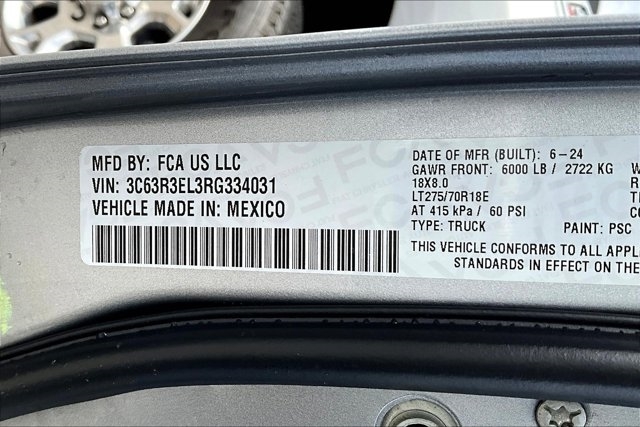 MFD BY: FCA US LLC
VIN: 3C63R3EL3RG334031
VEHICLE MADE IN: MEXICO
DATE OF MFR (BUILT): 6-24
GAWR FRONT: 6000 LB / 2722 KG
18X8.0
LT275/70R18E
AT 415 kPa / 60 PSI
TYPE: TRUCK PAINT: PSC
THIS VEHICLE CONFORMS TO ALL APPL
STANDARDS IN EFFECT ON THE